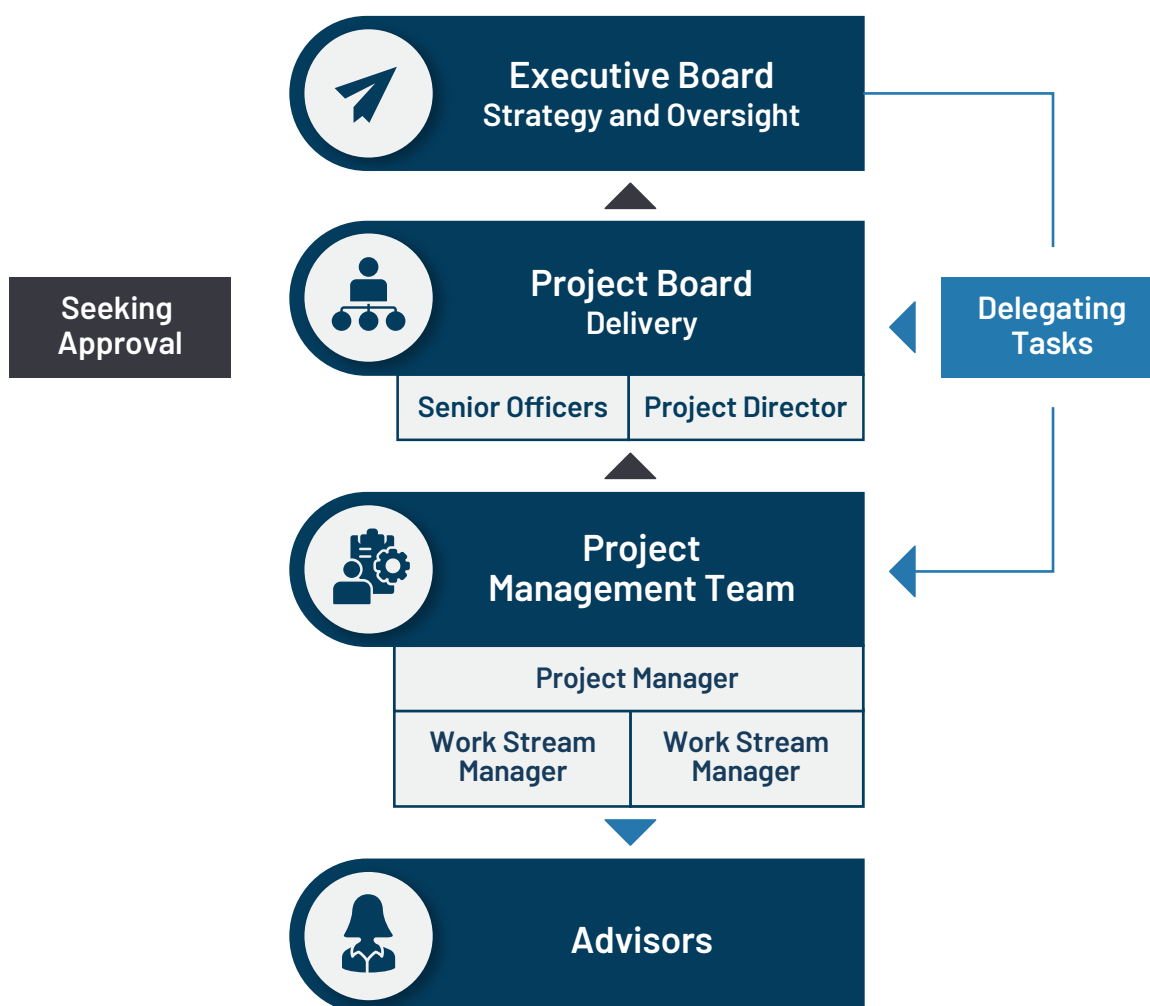 Executive Board
Strategy and Oversight
Project Board
Delivery
Seeking
Approval
Delegating
Tasks
Senior Officers
Project Director
Project
Management Team
Project Manager
Work Stream
Manager
Work Stream
Manager
Advisors